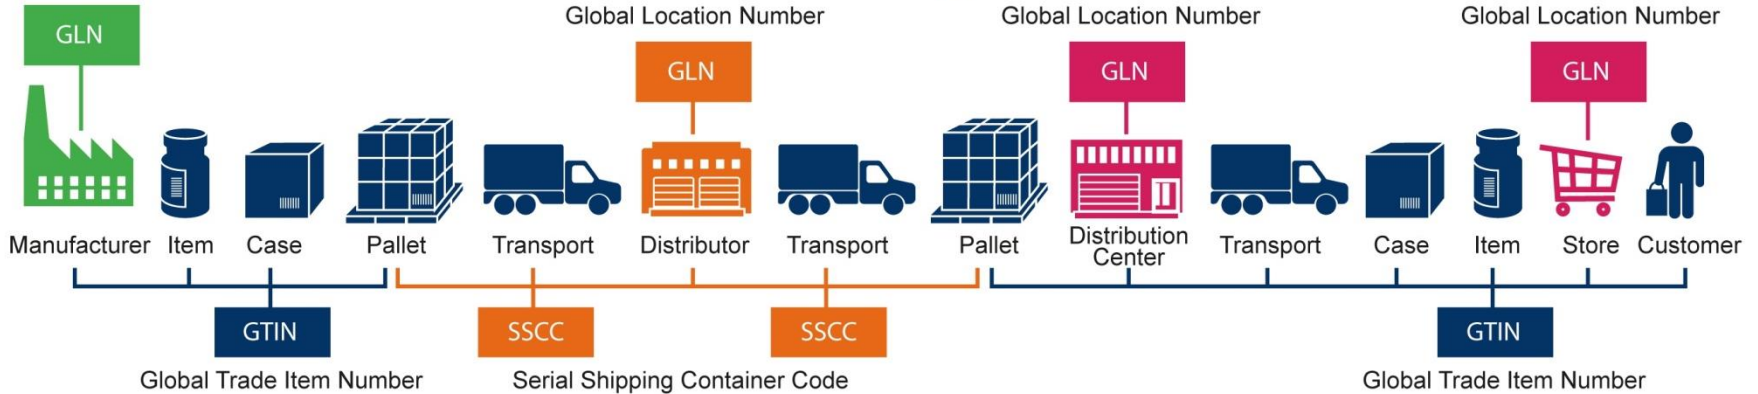 Global Location Number
Global Location Number
Global Location Number
GLN
GLN
GLN
GLN
Manufacturer
Item
Case
Pallet
Transport
Distributor
Transport
Pallet
Distribution
Center
Transport
Case
Item
Store
Customer
GTIN
SSCC
SSCC
GTIN
Global Trade Item Number
Serial Shipping Container Code
Global Trade Item Number